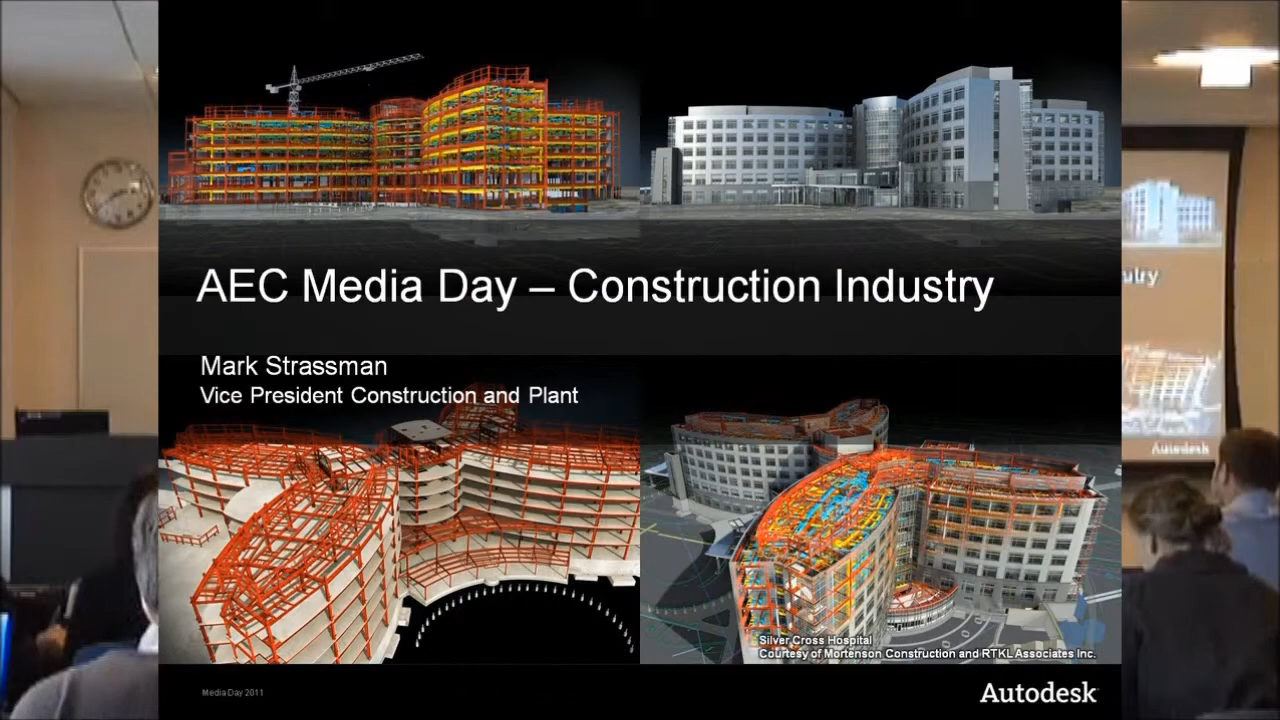 AEC Media Day – Construction Industry
Mark Strassman
Vice President Construction and Plant
Silver Cross Hospital
Courtesy of Mortenson Construction and RTKL Associates Inc.
Media Day 2011
Autodesk
Autodesk